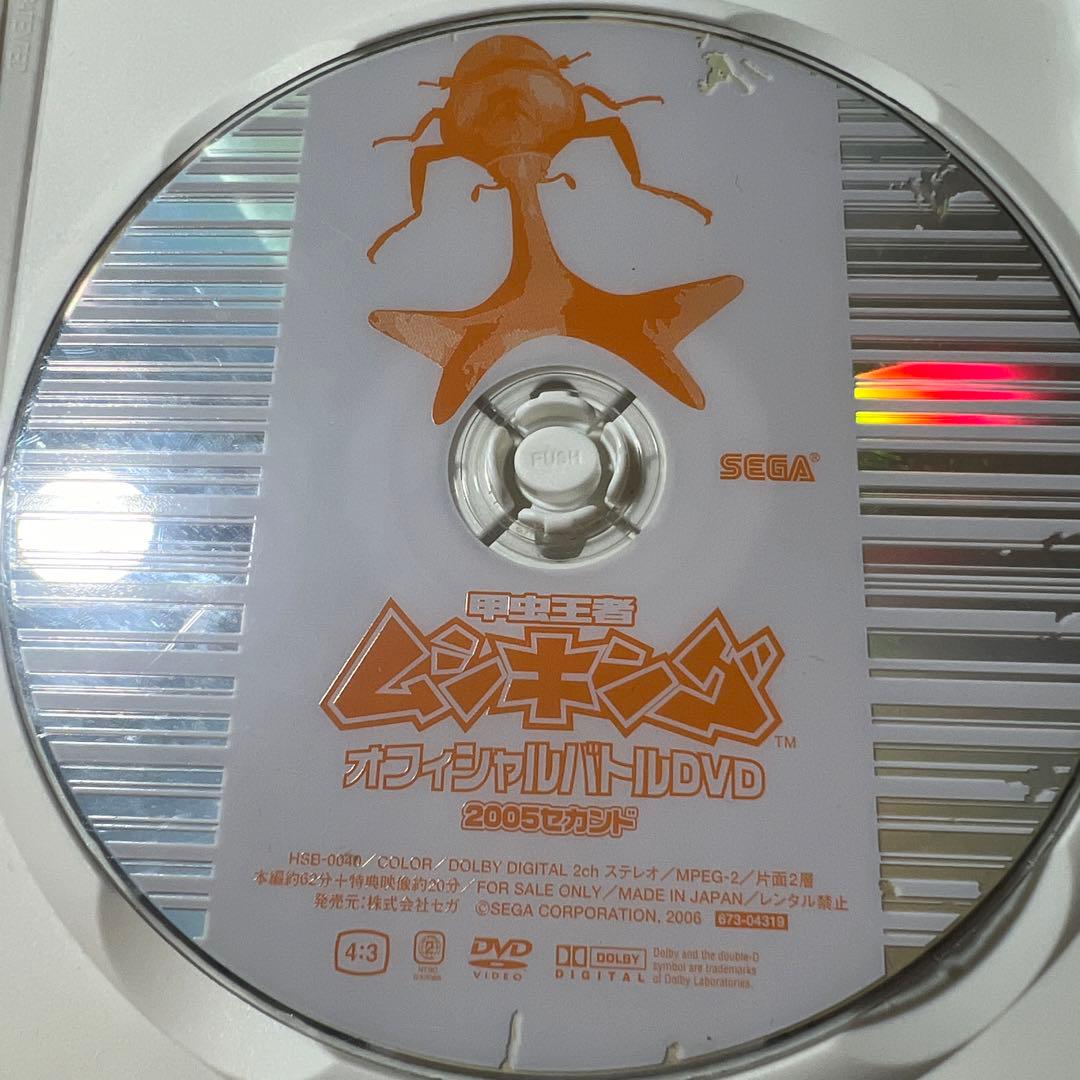 PUSH
SEGA®
甲虫王者
ムシキング™
オフィシャルバトルDVD
2005セカンド
HSB-0040/COLOR/DOLBY DIGITAL 2ch ステレオ/MPEG-2/片面2層
本編約62分+特典映像約20分/FOR SALE ONLY/MADE IN JAPAN/レンタル禁止
発売元:株式会社セガ ©SEGA CORPORATION, 2006 673-04319
4:3 2 DVD VIDEO DOLBY DIGITAL
Dolby and the double-D
symbol are trademarks
of Dolby Laboratories.